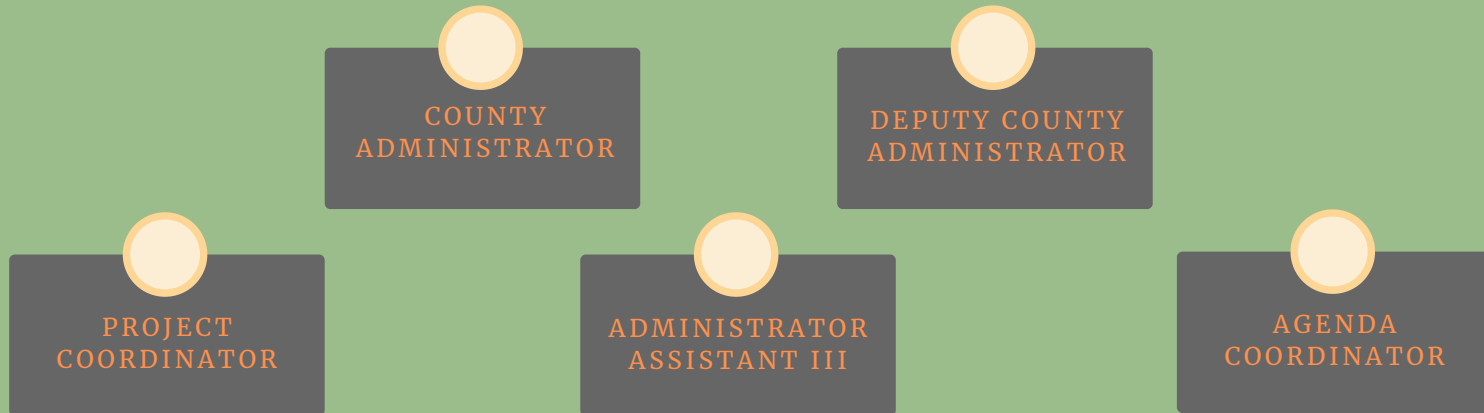 COUNTY
ADMINISTRATOR
DEPUTY COUNTY
ADMINISTRATOR
PROJECT
COORDINATOR
ADMINISTRATOR
ASSISTANT III
AGENDA
COORDINATOR